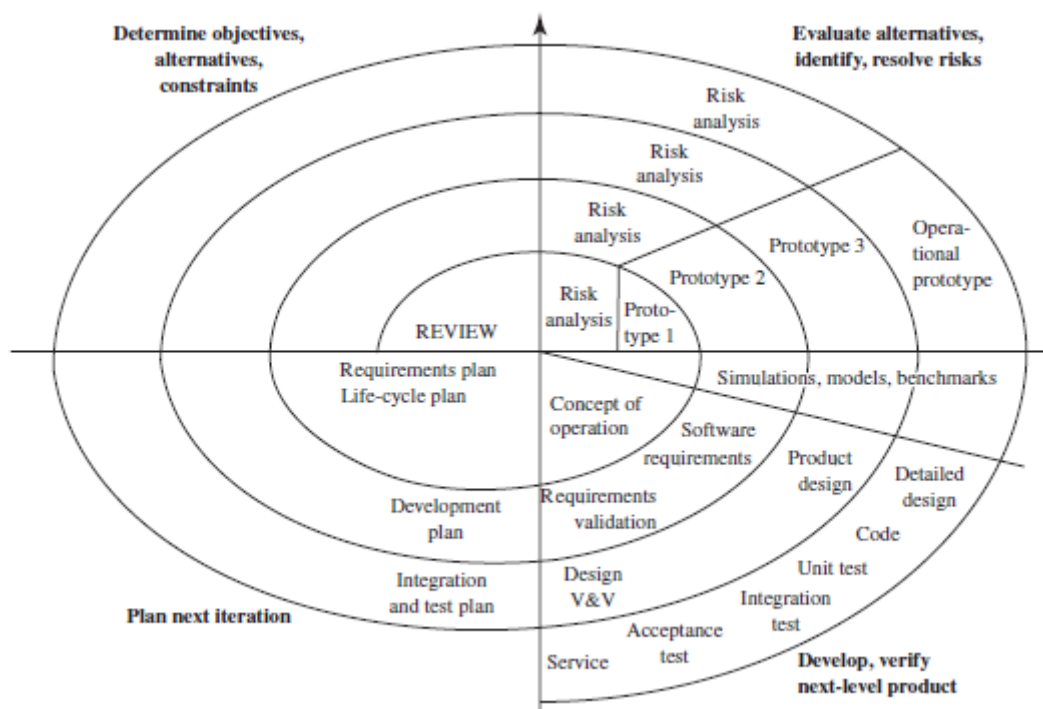 Determine objectives,
alternatives,
constraints
Evaluate alternatives,
identify, resolve risks
Risk
analysis
Risk
analysis
Risk
analysis
Opera-
tional
prototype
Prototype 3
Prototype 2
Risk
analysis
Proto-
type 1
REVIEW
Requirements plan
Life-cycle plan
Simulations, models, benchmarks
Concept of
operation
Software
requirements
Product
design
Detailed
design
Development
plan
Requirements
validation
Code
Unit test
Integration
and test plan
Design
V&V
Integration
test
Acceptance
test
Service
Plan next iteration
Develop, verify
next-level product